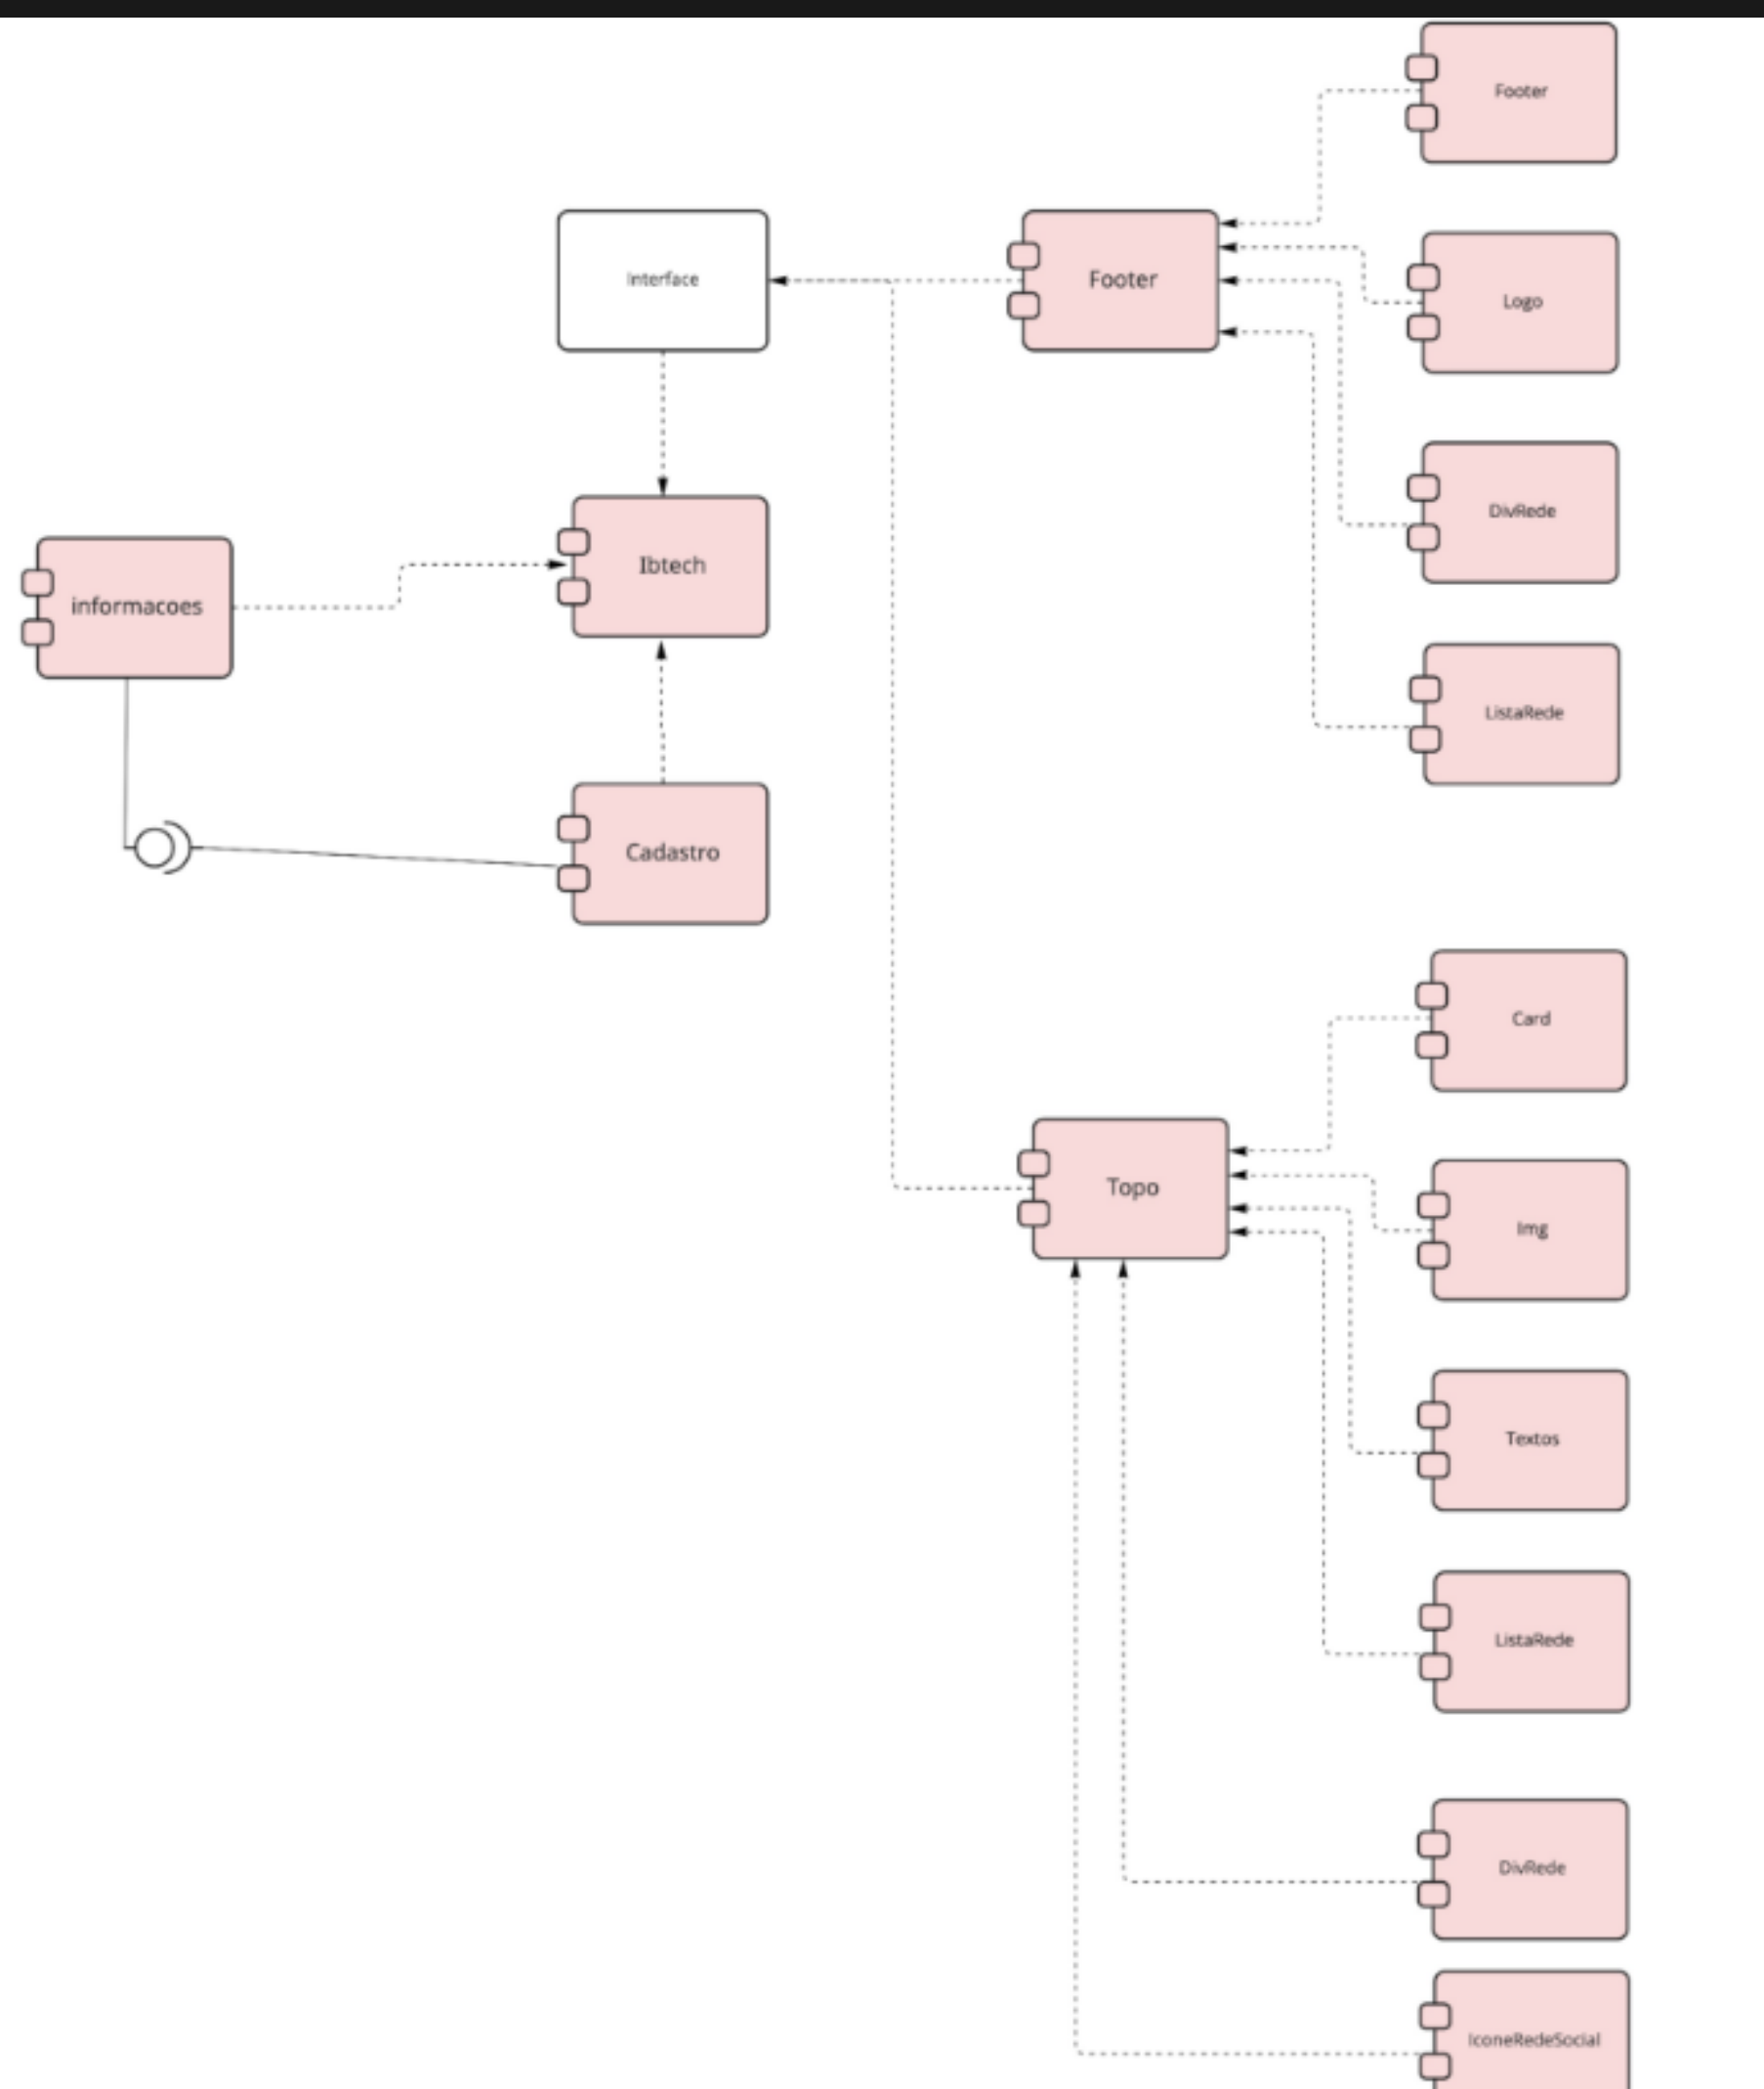 Footer
Interface
Footer
Logo
DivRede
Ibtech
informacoes
ListaRede
Cadastro
Card
Topo
Img
Textos
ListaRede
DivRede
IconeRedeSocial